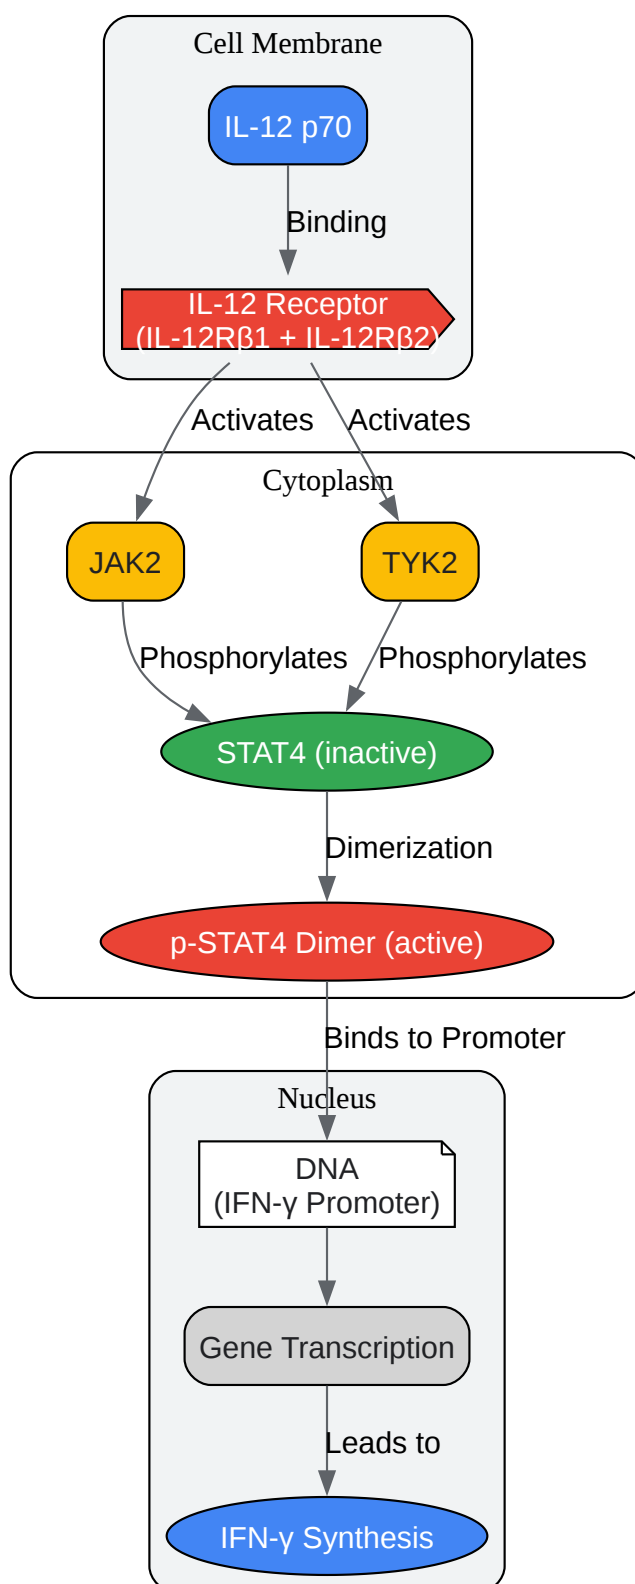 Cell Membrane
IL-12 p70
Binding
IL-12 Receptor
(IL-12Rβ1 + IL-12Rβ2)
Activates
Activates
Cytoplasm
JAK2
TYK2
Phosphorylates
Phosphorylates
STAT4 (inactive)
Dimerization
p-STAT4 Dimer (active)
Binds to Promoter
Nucleus
DNA
(IFN-γ Promoter)
Gene Transcription
Leads to
IFN-γ Synthesis